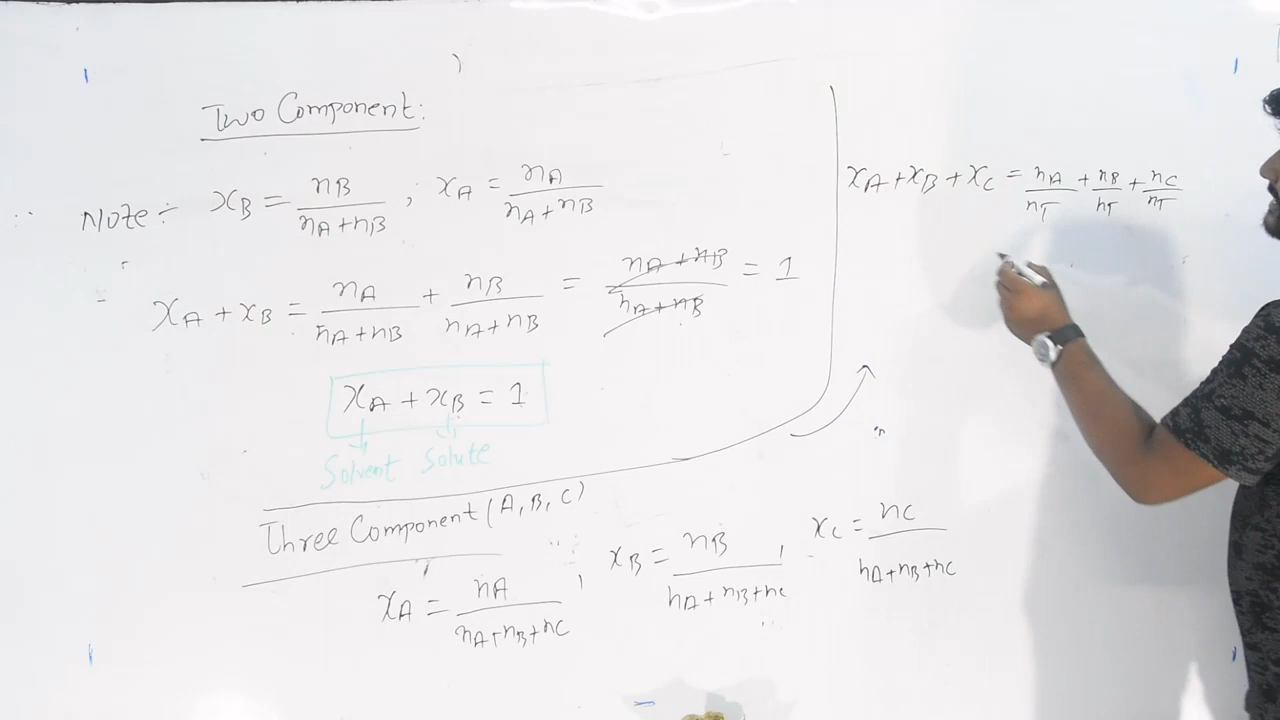 Two Component:
Note ÷ xB = nB/(nA+nB) ; xA = nA/(nA+nB)
xA + xB = nA/(nA+nB) + nB/(nA+nB) = (nA+nB)/(nA+nB) = 1
xA + xB = 1
Solvent Solute
Three Component (A, B, C)
xA = nA/(nA+nB+nC) , xB = nB/(nA+nB+nC) , xC = nC/(nA+nB+nC)
xA + xB + xC = nA/nT + nB/nT + nC/nT